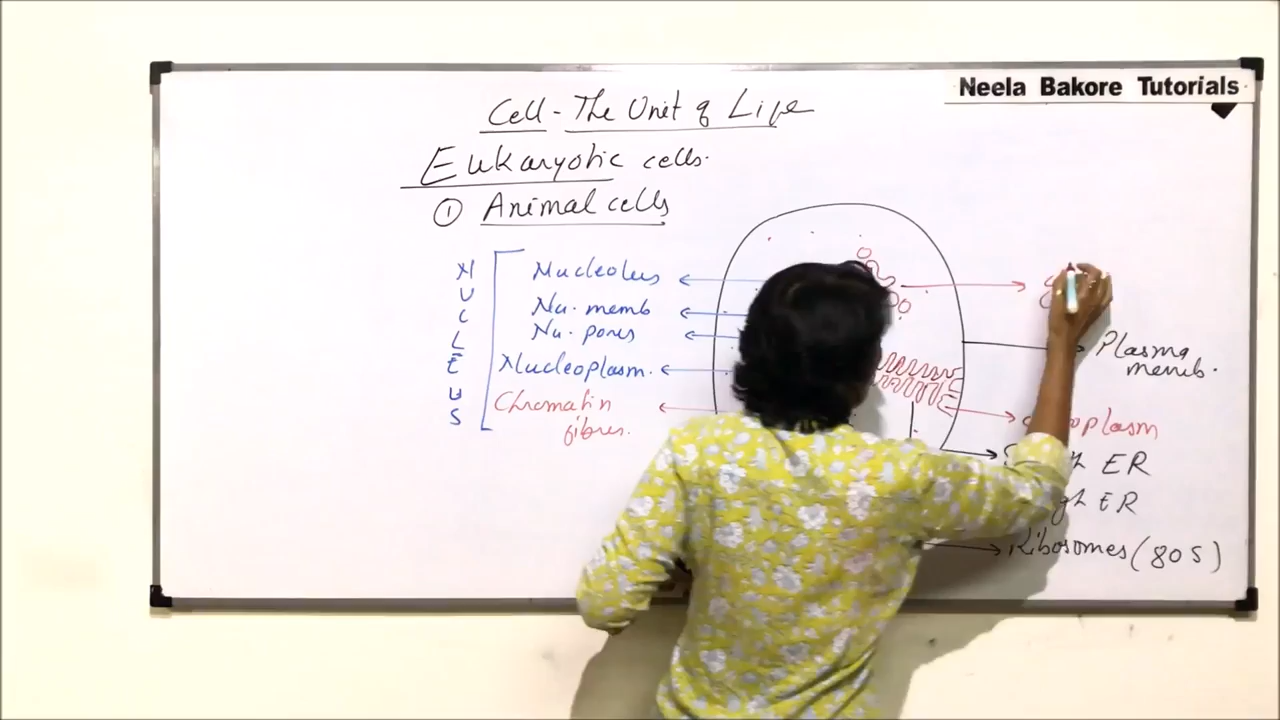 Neela Bakore Tutorials
Cell - The Unit of Life
Eukaryotic cells.
① Animal cells
NUCLEUS
Nucleolus
Nu. memb
Nu. pores
Nucleoplasm.
Chromatin
fibres.
Plasma
memb.
ER
ER
Ribosomes (80S)